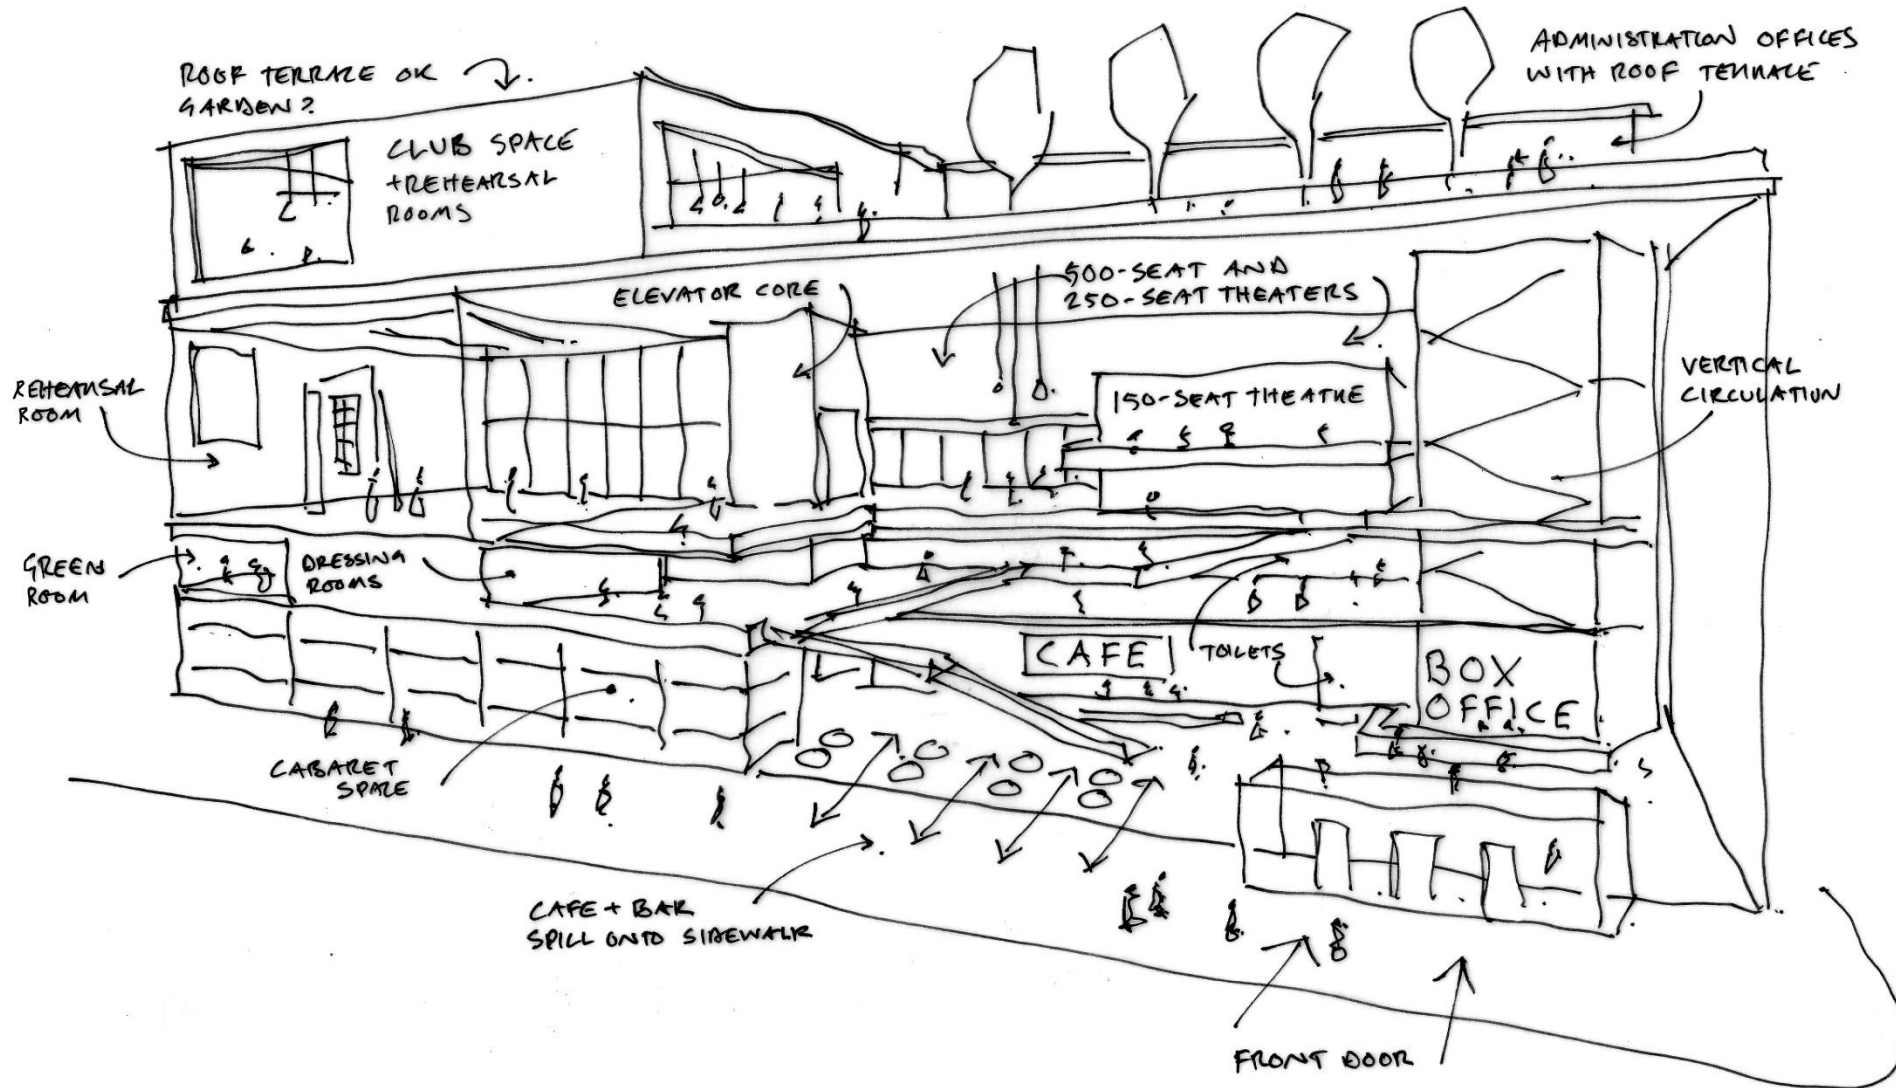 ROOF TERRACE OR
GARDEN?
ADMINISTRATION OFFICES
WITH ROOF TERRACE
CLUB SPACE
+REHEARSAL
ROOMS
ELEVATOR CORE
500-SEAT AND
250-SEAT THEATERS
REHEARSAL
ROOM
150-SEAT THEATRE
VERTICAL
CIRCULATION
GREEN
ROOM
DRESSING
ROOMS
CAFE
TOILETS
BOX
OFFICE
CABARET
SPACE
CAFE + BAR
SPILL ONTO SIDEWALK
FRONT DOOR